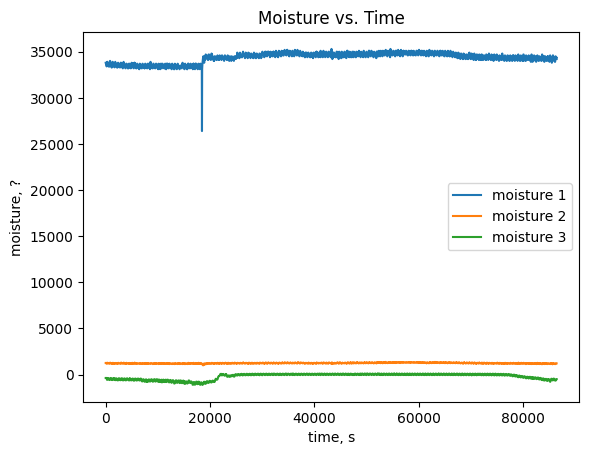 Moisture vs. Time
35000
30000
25000
20000
15000
10000
5000
0
moisture, ?
moisture 1
moisture 2
moisture 3
0 20000 40000 60000 80000
time, s